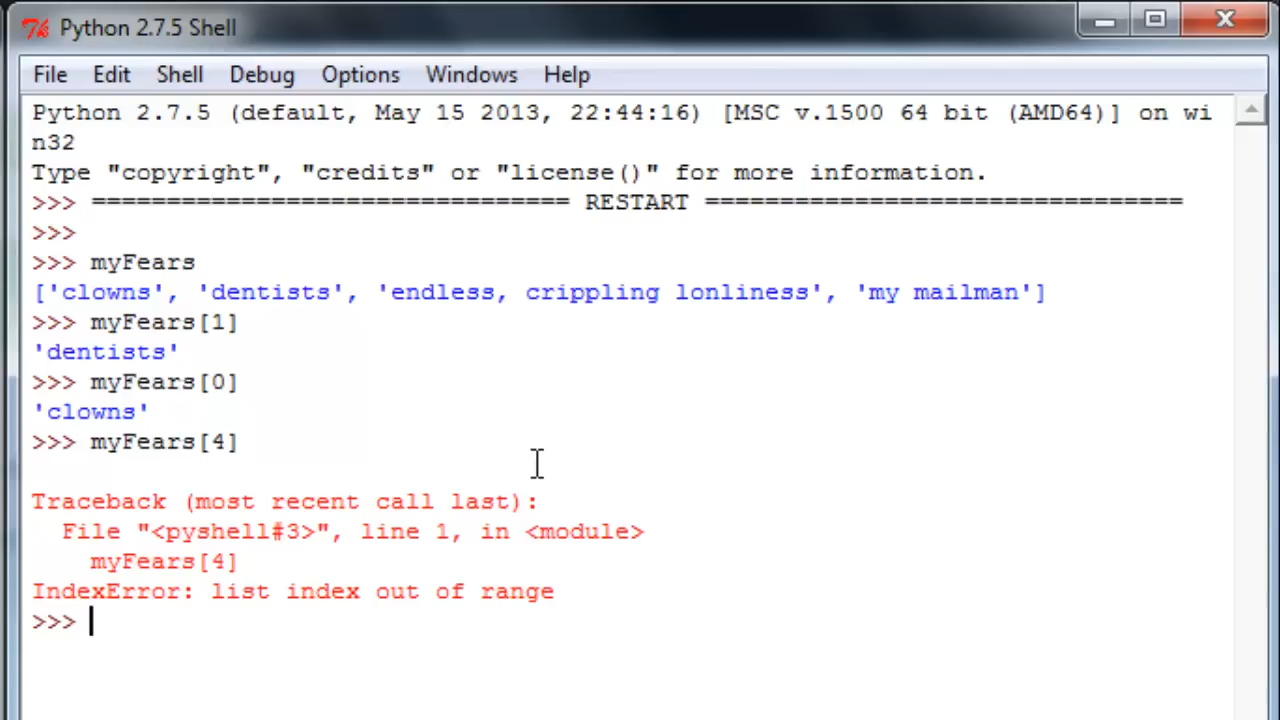 Python 2.7.5 Shell
File Edit Shell Debug Options Windows Help
Python 2.7.5 (default, May 15 2013, 22:44:16) [MSC v.1500 64 bit (AMD64)] on wi
n32
Type "copyright", "credits" or "license()" for more information.
>>> ================================ RESTART ================================
>>>
>>> myFears
['clowns', 'dentists', 'endless, crippling lonliness', 'my mailman']
>>> myFears[1]
'dentists'
>>> myFears[0]
'clowns'
>>> myFears[4]
Traceback (most recent call last):
  File "<pyshell#3>", line 1, in <module>
    myFears[4]
IndexError: list index out of range
>>>